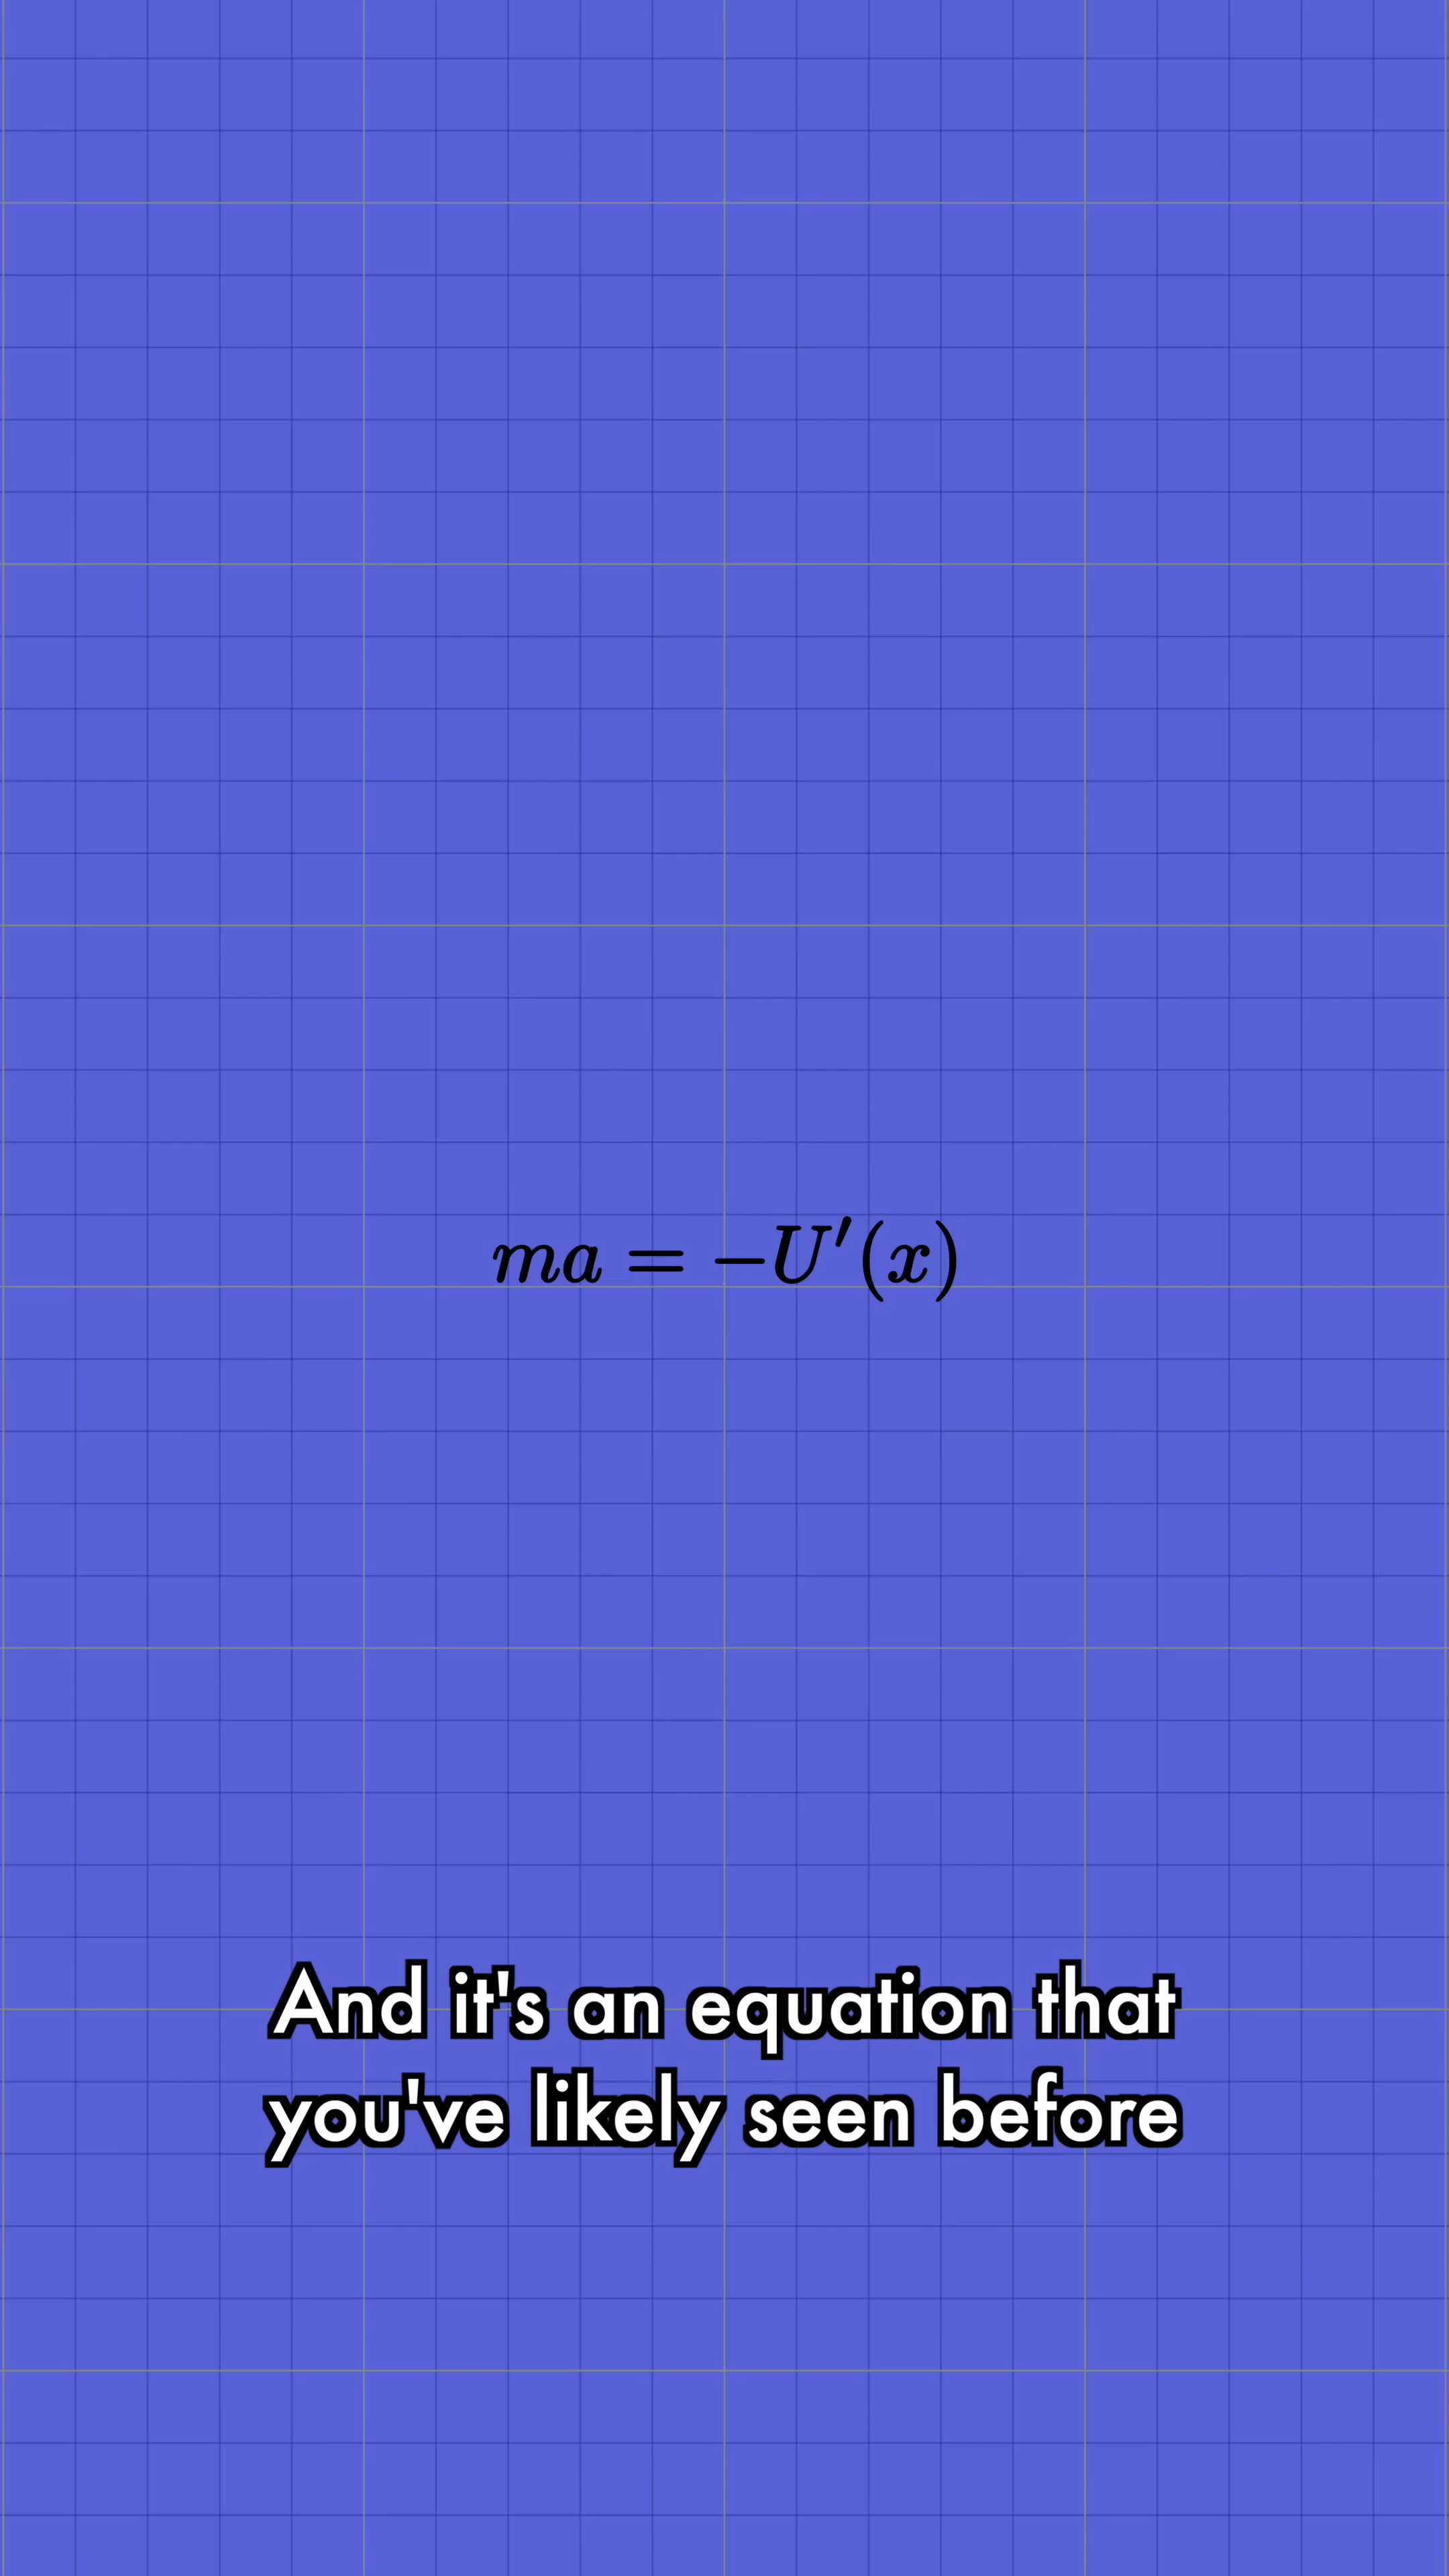 ma = −U′(x)
And it's an equation that
you've likely seen before